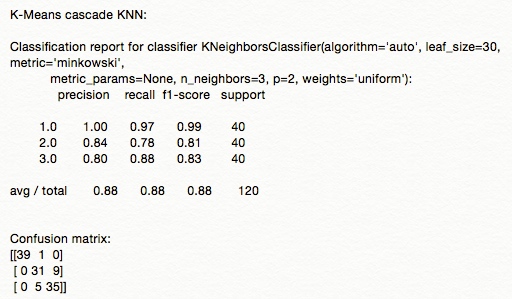 K-Means cascade KNN:
Classification report for classifier KNeighborsClassifier(algorithm='auto', leaf_size=30,
metric='minkowski',
metric_params=None, n_neighbors=3, p=2, weights='uniform'):
precision recall f1-score support
1.0 1.00 0.97 0.99 40
2.0 0.84 0.78 0.81 40
3.0 0.80 0.88 0.83 40
avg / total 0.88 0.88 0.88 120
Confusion matrix:
[[39 1 0]
[ 0 31 9]
[ 0 5 35]]